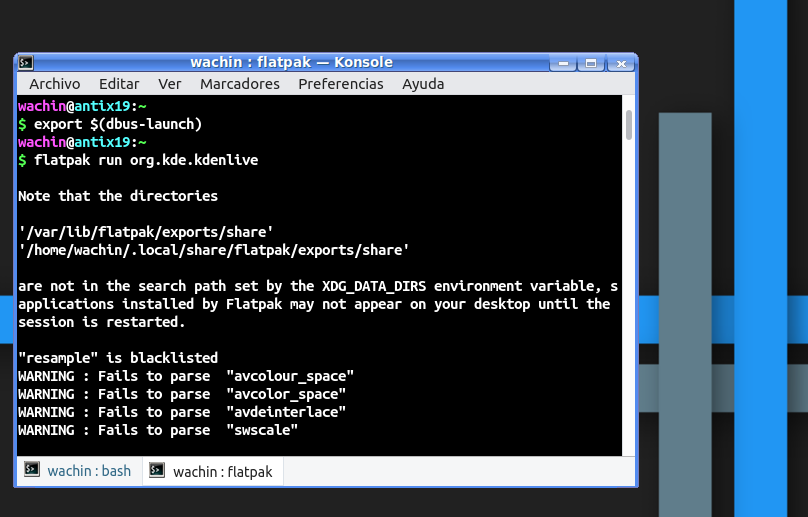 wachin : flatpak — Konsole
Archivo Editar Ver Marcadores Preferencias Ayuda
wachin@antix19:~
$ export $(dbus-launch)
wachin@antix19:~
$ flatpak run org.kde.kdenlive
Note that the directories
'/var/lib/flatpak/exports/share'
'/home/wachin/.local/share/flatpak/exports/share'
are not in the search path set by the XDG_DATA_DIRS environment variable, s
applications installed by Flatpak may not appear on your desktop until the
session is restarted.
"resample" is blacklisted
WARNING : Fails to parse  "avcolour_space"
WARNING : Fails to parse  "avcolor_space"
WARNING : Fails to parse  "avdeinterlace"
WARNING : Fails to parse  "swscale"
wachin : bash wachin : flatpak